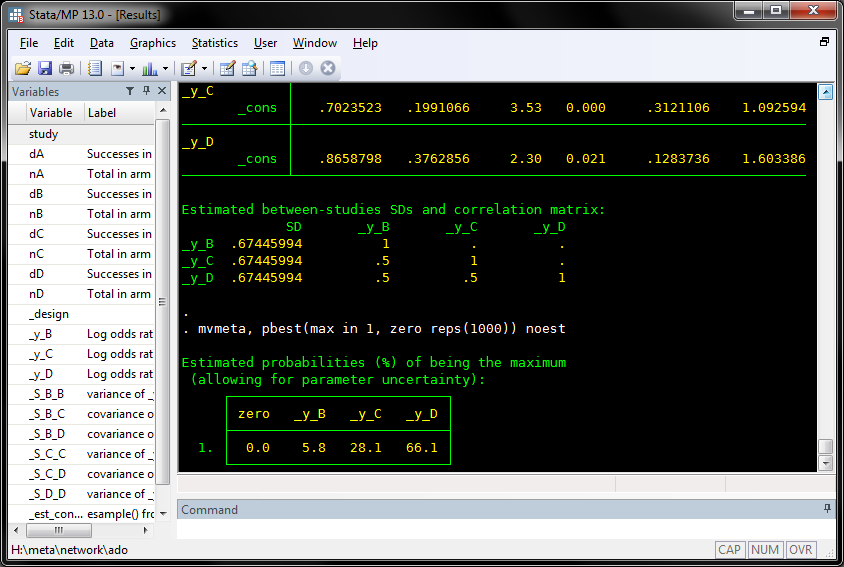 Stata/MP 13.0 - [Results]
File Edit Data Graphics Statistics User Window Help
Variables
Variable Label
study
dA Successes in
nA Total in arm
dB Successes in
nB Total in arm
dC Successes in
nC Total in arm
dD Successes in
nD Total in arm
_design
_y_B Log odds rat
_y_C Log odds rat
_y_D Log odds rat
_S_B_B variance of _
_S_B_C covariance o
_S_B_D covariance o
_S_C_C variance of _
_S_C_D covariance o
_S_D_D variance of _
_est_con... esample() fro
_y_C
_cons .7023523 .1991066 3.53 0.000 .3121106 1.092594
_y_D
_cons .8658798 .3762856 2.30 0.021 .1283736 1.603386
Estimated between-studies SDs and correlation matrix:
SD _y_B _y_C _y_D
_y_B .67445994 1 . .
_y_C .67445994 .5 1 .
_y_D .67445994 .5 .5 1
.
. mvmeta, pbest(max in 1, zero reps(1000)) noest
Estimated probabilities (%) of being the maximum
(allowing for parameter uncertainty):
zero _y_B _y_C _y_D
1. 0.0 5.8 28.1 66.1
Command
H:\meta\network\ado
CAP NUM OVR